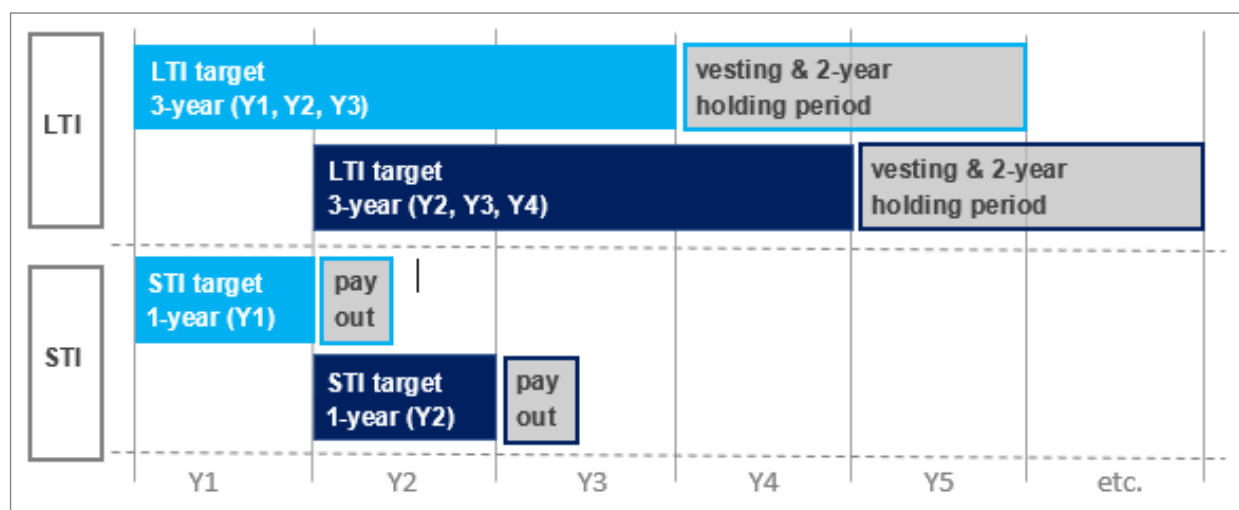 LTI
LTI target
3-year (Y1, Y2, Y3)
vesting & 2-year
holding period
LTI target
3-year (Y2, Y3, Y4)
vesting & 2-year
holding period
STI
STI target
1-year (Y1)
pay
out
STI target
1-year (Y2)
pay
out
Y1
Y2
Y3
Y4
Y5
etc.